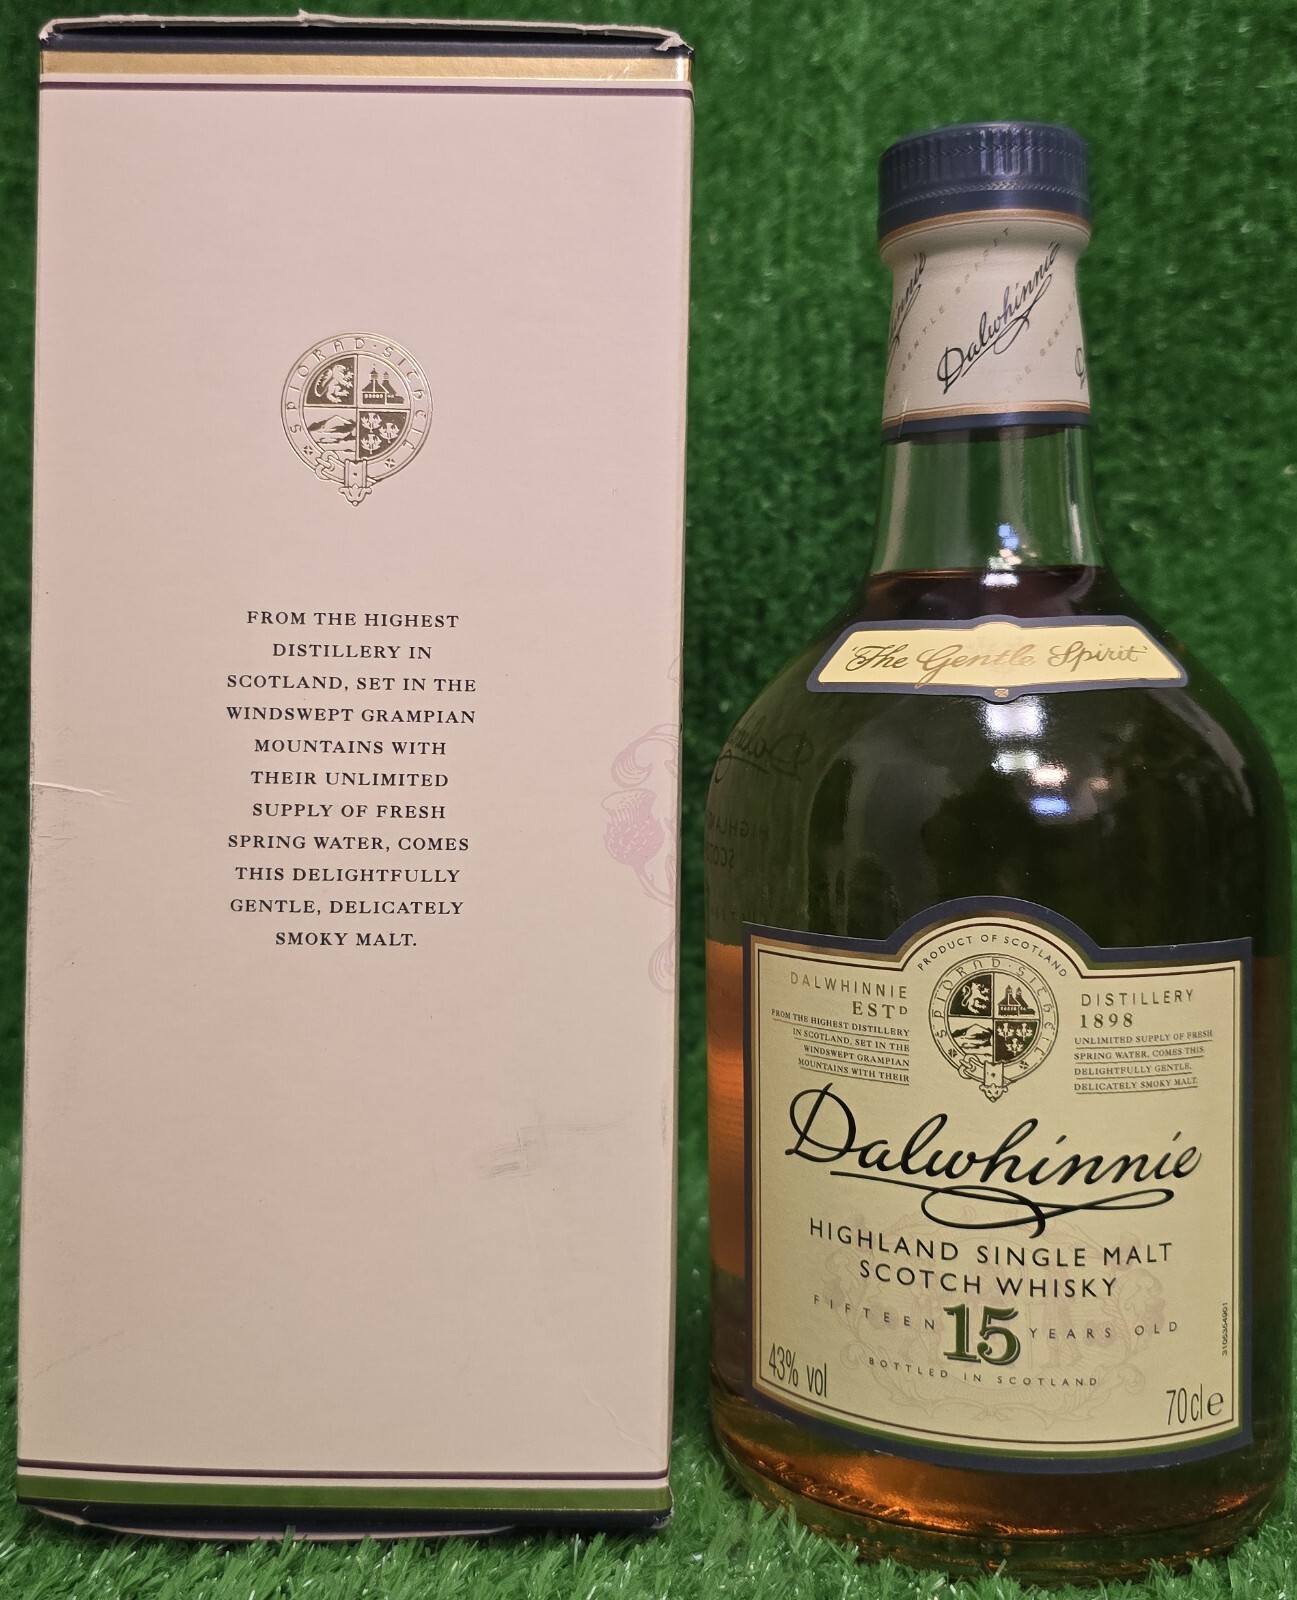 SPIORAD · SITHEIL
FROM THE HIGHEST
DISTILLERY IN
SCOTLAND, SET IN THE
WINDSWEPT GRAMPIAN
MOUNTAINS WITH
THEIR UNLIMITED
SUPPLY OF FRESH
SPRING WATER, COMES
THIS DELIGHTFULLY
GENTLE, DELICATELY
SMOKY MALT.
Dalwhinnie
'The Gentle Spirit'
PRODUCT OF SCOTLAND
SPIORAD · SITHEIL
DALWHINNIE
ESTD
FROM THE HIGHEST DISTILLERY
IN SCOTLAND, SET IN THE
WINDSWEPT GRAMPIAN
MOUNTAINS WITH THEIR
DISTILLERY
1898
UNLIMITED SUPPLY OF FRESH
SPRING WATER, COMES THIS
DELIGHTFULLY GENTLE,
DELICATELY SMOKY MALT.
Dalwhinnie
HIGHLAND SINGLE MALT
SCOTCH WHISKY
FIFTEEN 15 YEARS OLD
BOTTLED IN SCOTLAND
43% vol
70cl e